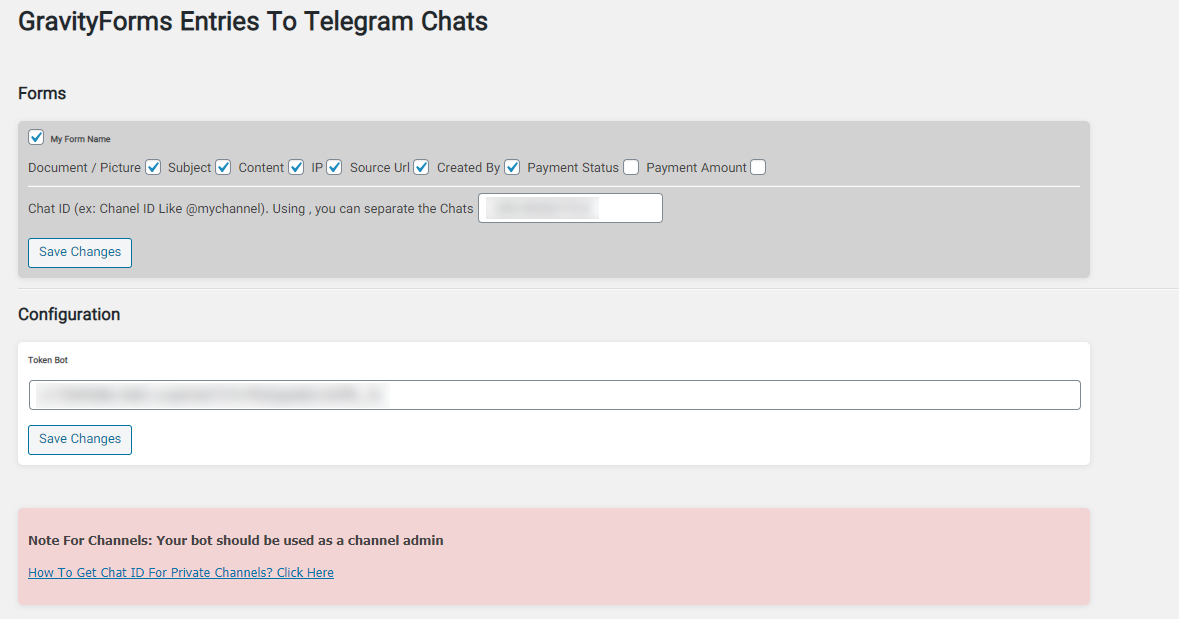 GravityForms Entries To Telegram Chats
Forms
My Form Name
Document / Picture Subject Content IP Source Url Created By Payment Status Payment Amount
Chat ID (ex: Chanel ID Like @mychannel). Using , you can separate the Chats
Save Changes
Configuration
Token Bot
Save Changes
Note For Channels: Your bot should be used as a channel admin
How To Get Chat ID For Private Channels? Click Here